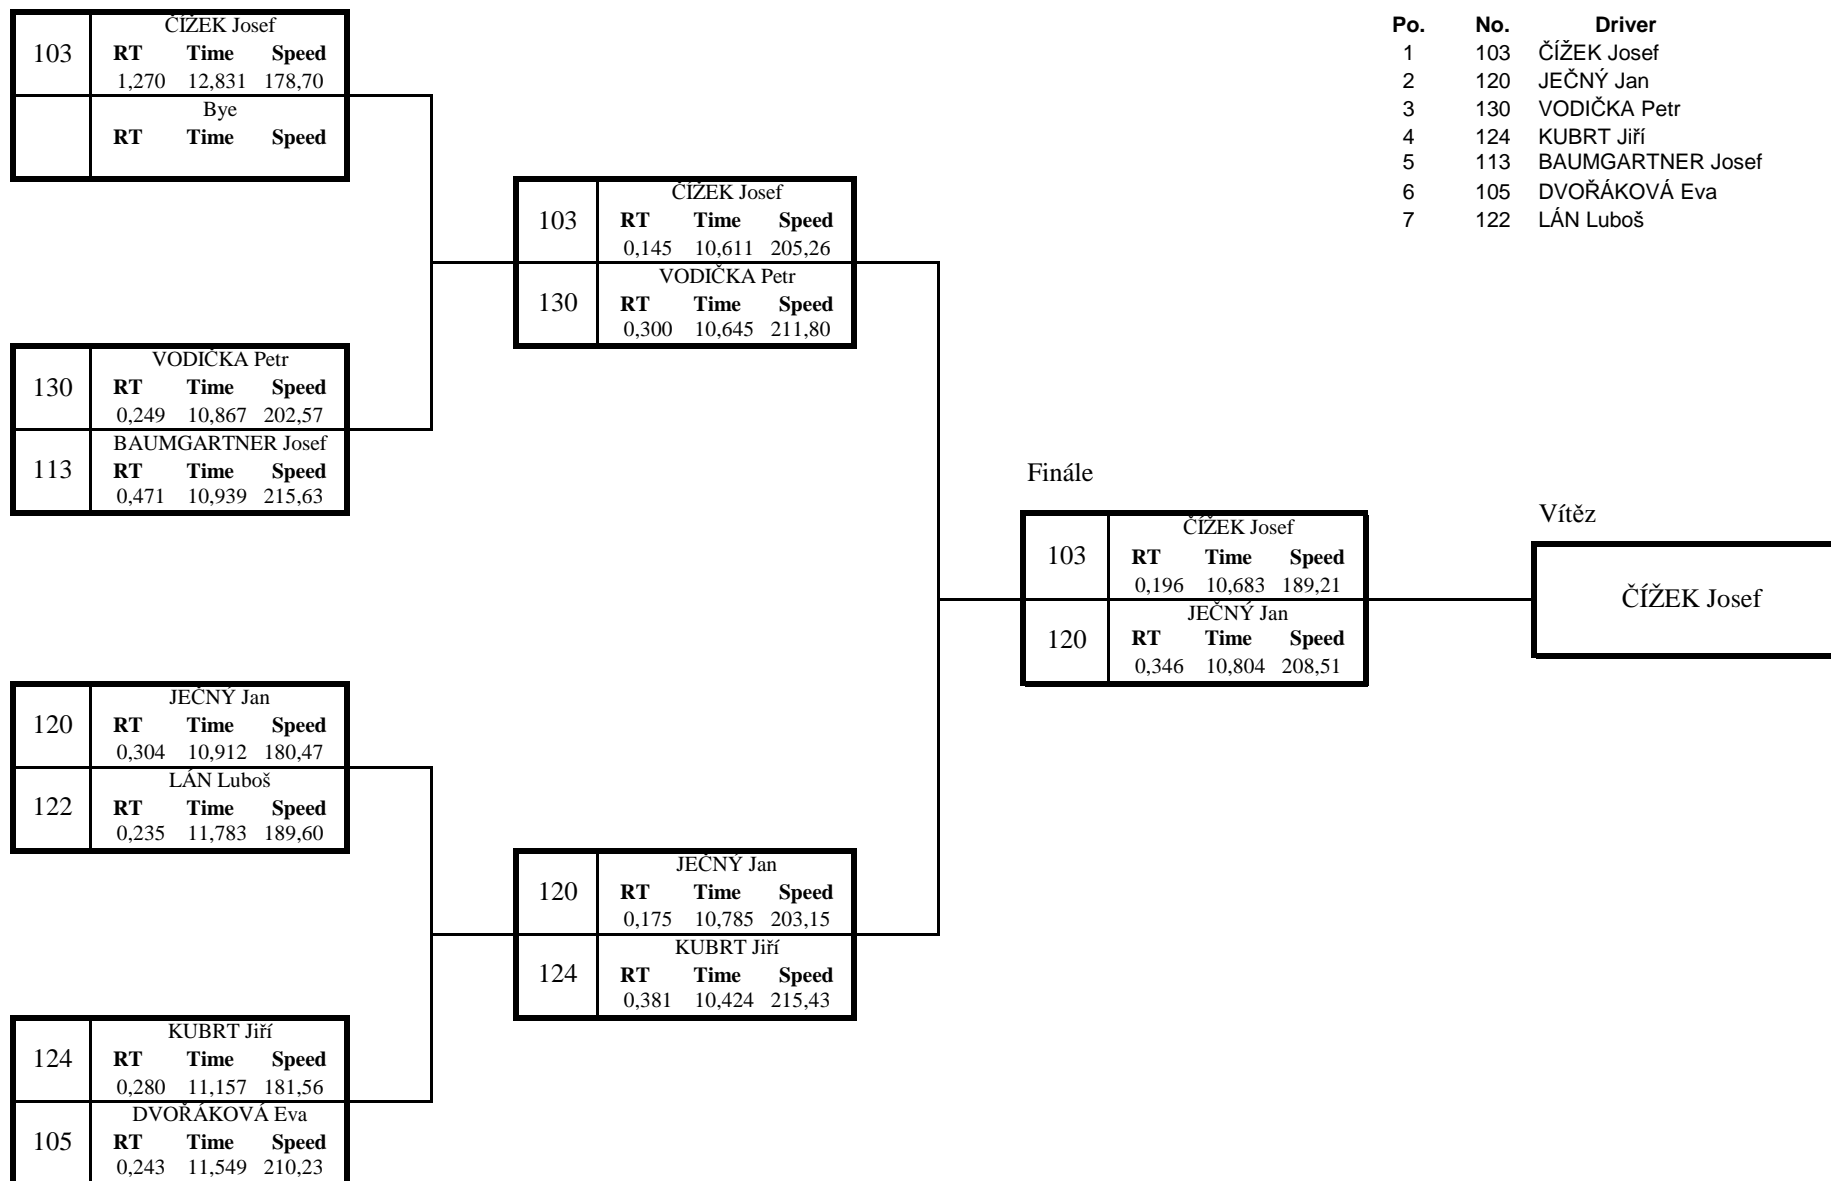 ČÍŽEK Josef
103 RT Time Speed
1,270 12,831 178,70
Bye
RT Time Speed
VODIČKA Petr
130 RT Time Speed
0,249 10,867 202,57
BAUMGARTNER Josef
113 RT Time Speed
0,471 10,939 215,63
JEČNÝ Jan
120 RT Time Speed
0,304 10,912 180,47
LÁN Luboš
122 RT Time Speed
0,235 11,783 189,60
KUBRT Jiří
124 RT Time Speed
0,280 11,157 181,56
DVOŘÁKOVÁ Eva
105 RT Time Speed
0,243 11,549 210,23
ČÍŽEK Josef
103 RT Time Speed
0,145 10,611 205,26
VODIČKA Petr
130 RT Time Speed
0,300 10,645 211,80
JEČNÝ Jan
120 RT Time Speed
0,175 10,785 203,15
KUBRT Jiří
124 RT Time Speed
0,381 10,424 215,43
Finále
ČÍŽEK Josef
103 RT Time Speed
0,196 10,683 189,21
JEČNÝ Jan
120 RT Time Speed
0,346 10,804 208,51
Vítěz
ČÍŽEK Josef
Po. No. Driver
1 103 ČÍŽEK Josef
2 120 JEČNÝ Jan
3 130 VODIČKA Petr
4 124 KUBRT Jiří
5 113 BAUMGARTNER Josef
6 105 DVOŘÁKOVÁ Eva
7 122 LÁN Luboš